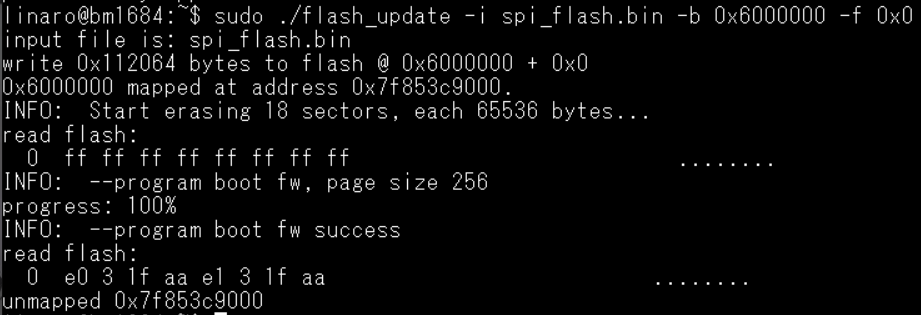 linaro@bm1684:~$ sudo ./flash_update -i spi_flash.bin -b 0x6000000 -f 0x0
input file is: spi_flash.bin
write 0x112064 bytes to flash @ 0x6000000 + 0x0
0x6000000 mapped at address 0x7f853c9000.
INFO:  Start erasing 18 sectors, each 65536 bytes...
read flash:
  0  ff ff ff ff ff ff ff ff                           ........
INFO:  --program boot fw, page size 256
progress: 100%
INFO:  --program boot fw success
read flash:
  0  e0 3 1f aa e1 3 1f aa                           ........
unmapped 0x7f853c9000